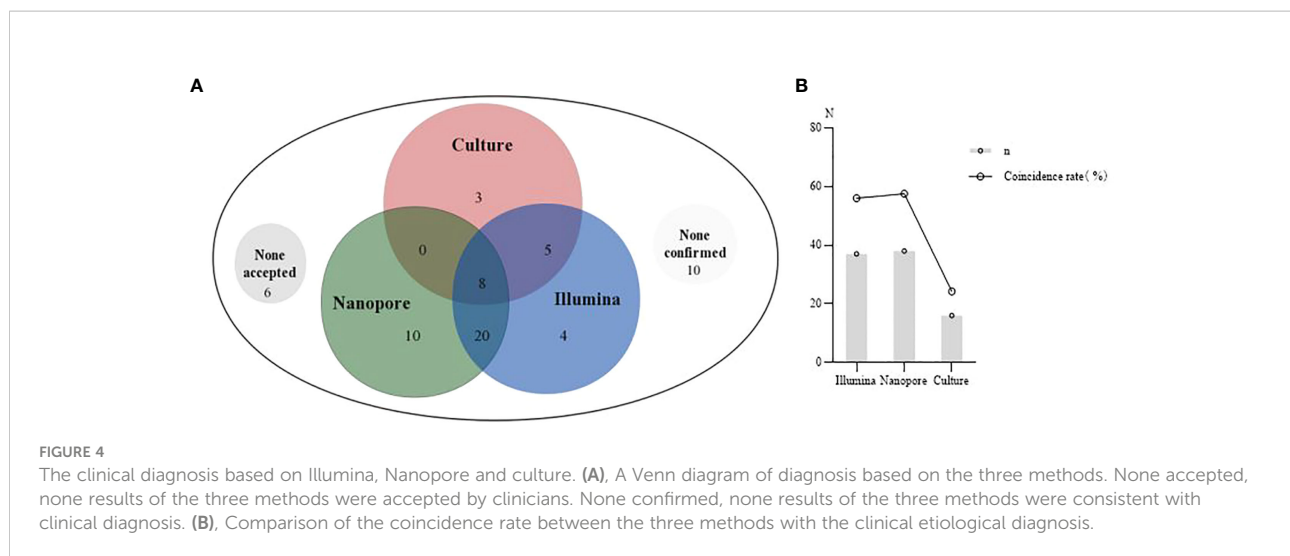 A
Culture
3
0
5
8
None
accepted
6
None
confirmed
10
Nanopore
Illumina
10
20
4
B
N
80
60
40
20
0
Illumina Nanopore Culture
n
Coincidence rate( %)
FIGURE 4
The clinical diagnosis based on Illumina, Nanopore and culture. (A), A Venn diagram of diagnosis based on the three methods. None accepted,
none results of the three methods were accepted by clinicians. None confirmed, none results of the three methods were consistent with
clinical diagnosis. (B), Comparison of the coincidence rate between the three methods with the clinical etiological diagnosis.